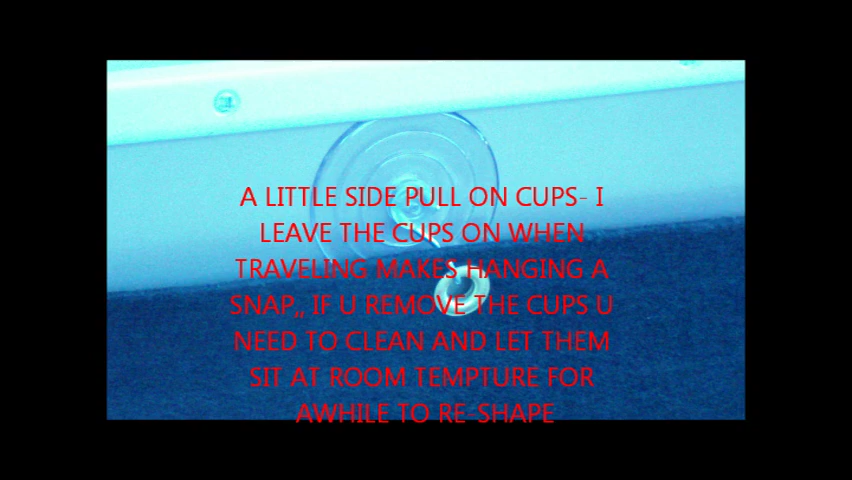 A LITTLE SIDE PULL ON CUPS- I
LEAVE THE CUPS ON WHEN
TRAVELING MAKES HANGING A
SNAP,, IF U REMOVE THE CUPS U
NEED TO CLEAN AND LET THEM
SIT AT ROOM TEMPTURE FOR
AWHILE TO RE-SHAPE